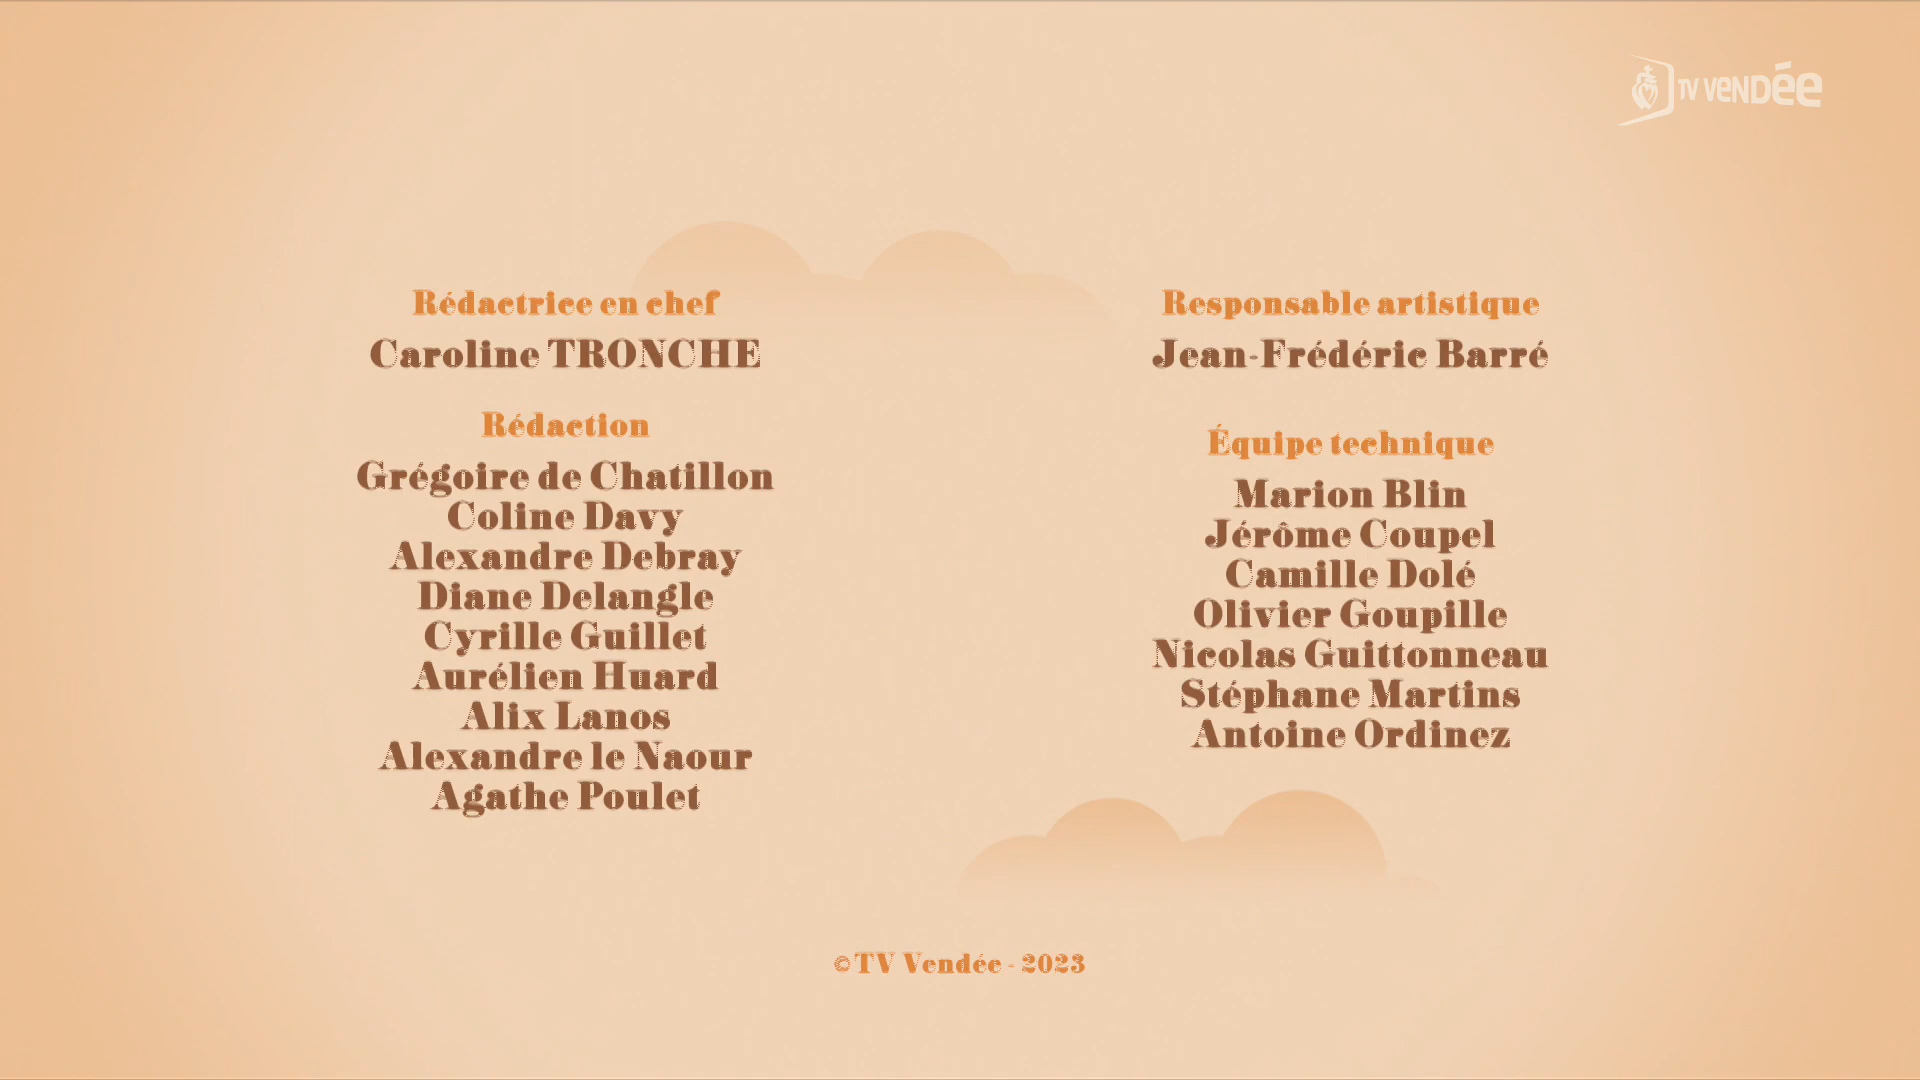 TV VENDÉE
Rédactrice en chef
Caroline TRONCHE
Rédaction
Grégoire de Chatillon
Coline Davy
Alexandre Debray
Diane Delangle
Cyrille Guillet
Aurélien Huard
Alix Lanos
Alexandre le Naour
Agathe Poulet
Responsable artistique
Jean-Frédéric Barré
Équipe technique
Marion Blin
Jérôme Coupel
Camille Dolé
Olivier Goupille
Nicolas Guittonneau
Stéphane Martins
Antoine Ordinez
©TV Vendée - 2023